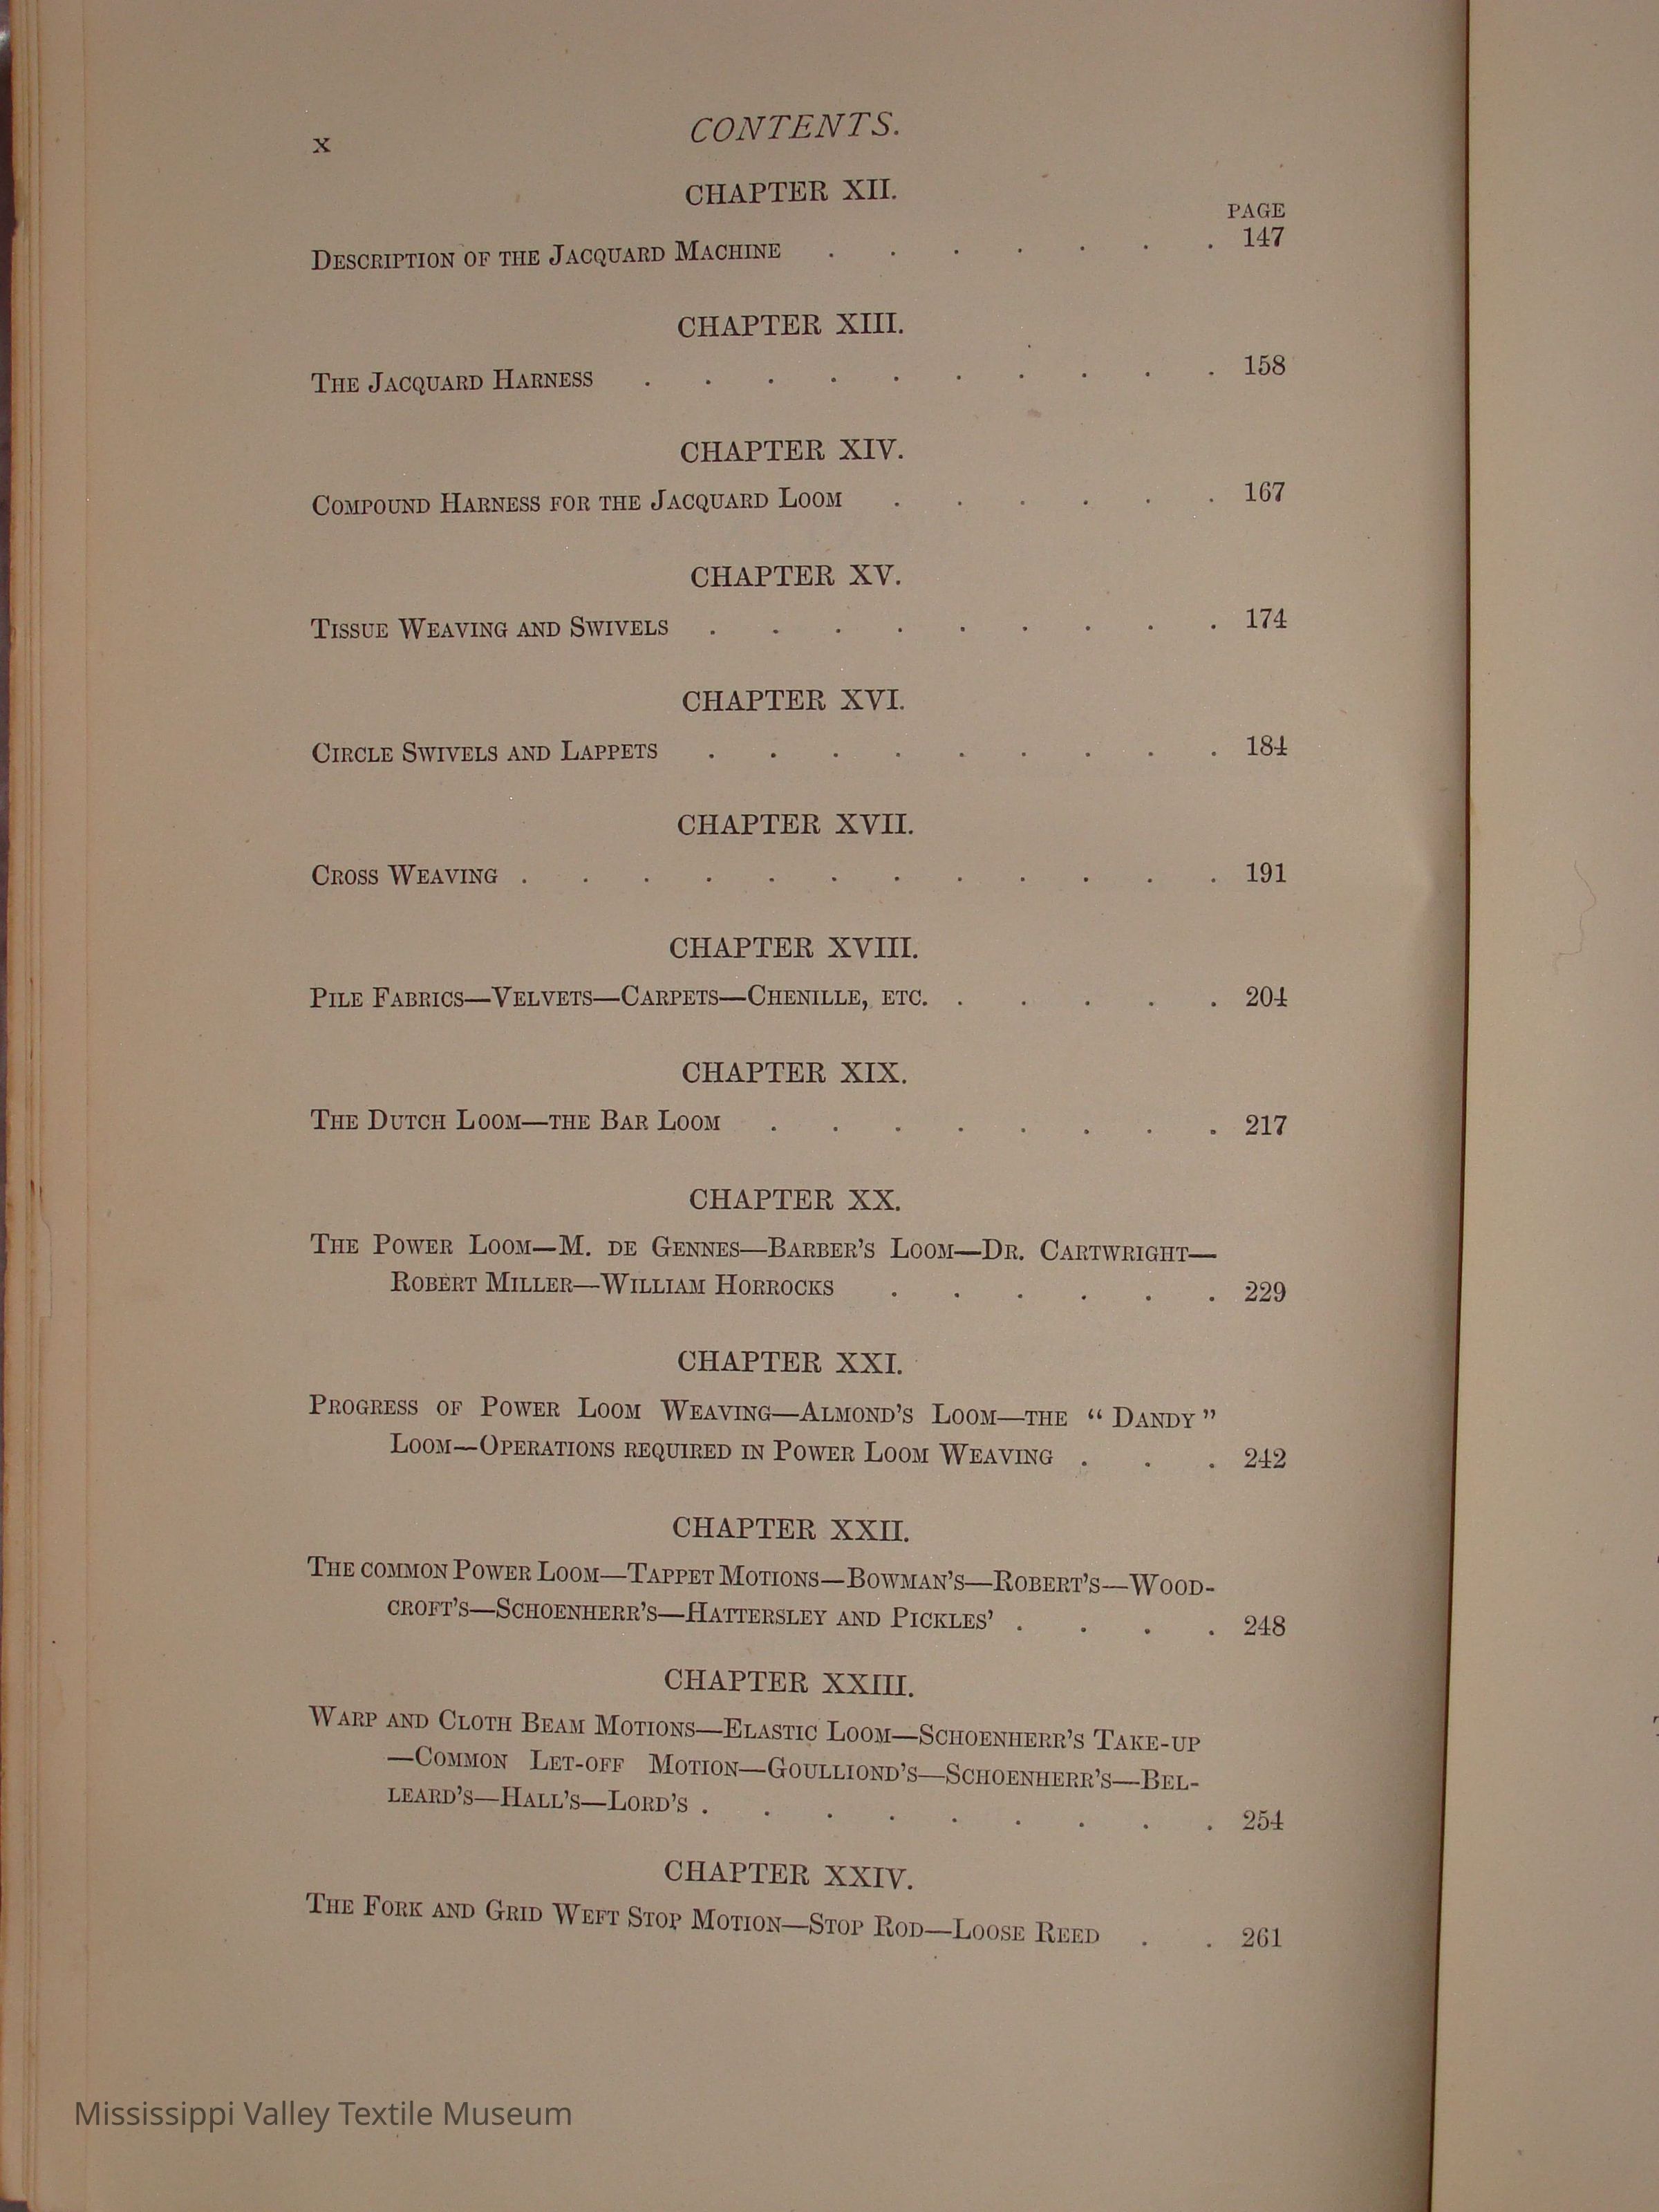 x
CONTENTS.
CHAPTER XII.
PAGE
Description of the Jacquard Machine . . . . . . . 147
CHAPTER XIII.
The Jacquard Harness . . . . . . . . . . 158
CHAPTER XIV.
Compound Harness for the Jacquard Loom . . . . . . 167
CHAPTER XV.
Tissue Weaving and Swivels . . . . . . . . . 174
CHAPTER XVI.
Circle Swivels and Lappets . . . . . . . . . 184
CHAPTER XVII.
Cross Weaving . . . . . . . . . . . . 191
CHAPTER XVIII.
Pile Fabrics—Velvets—Carpets—Chenille, etc. . . . . . 204
CHAPTER XIX.
The Dutch Loom—the Bar Loom . . . . . . . . 217
CHAPTER XX.
The Power Loom—M. de Gennes—Barber's Loom—Dr. Cartwright—
Robert Miller—William Horrocks . . . . . . 229
CHAPTER XXI.
Progress of Power Loom Weaving—Almond's Loom—the "Dandy"
Loom—Operations required in Power Loom Weaving . . . 242
CHAPTER XXII.
The common Power Loom—Tappet Motions—Bowman's—Robert's—Wood-
croft's—Schoenherr's—Hattersley and Pickles' . . . . 248
CHAPTER XXIII.
Warp and Cloth Beam Motions—Elastic Loom—Schoenherr's Take-up
—Common Let-off Motion—Goulliond's—Schoenherr's—Bel-
leard's—Hall's—Lord's . . . . . . . . . 254
CHAPTER XXIV.
The Fork and Grid Weft Stop Motion—Stop Rod—Loose Reed . . 261
Mississippi Valley Textile Museum